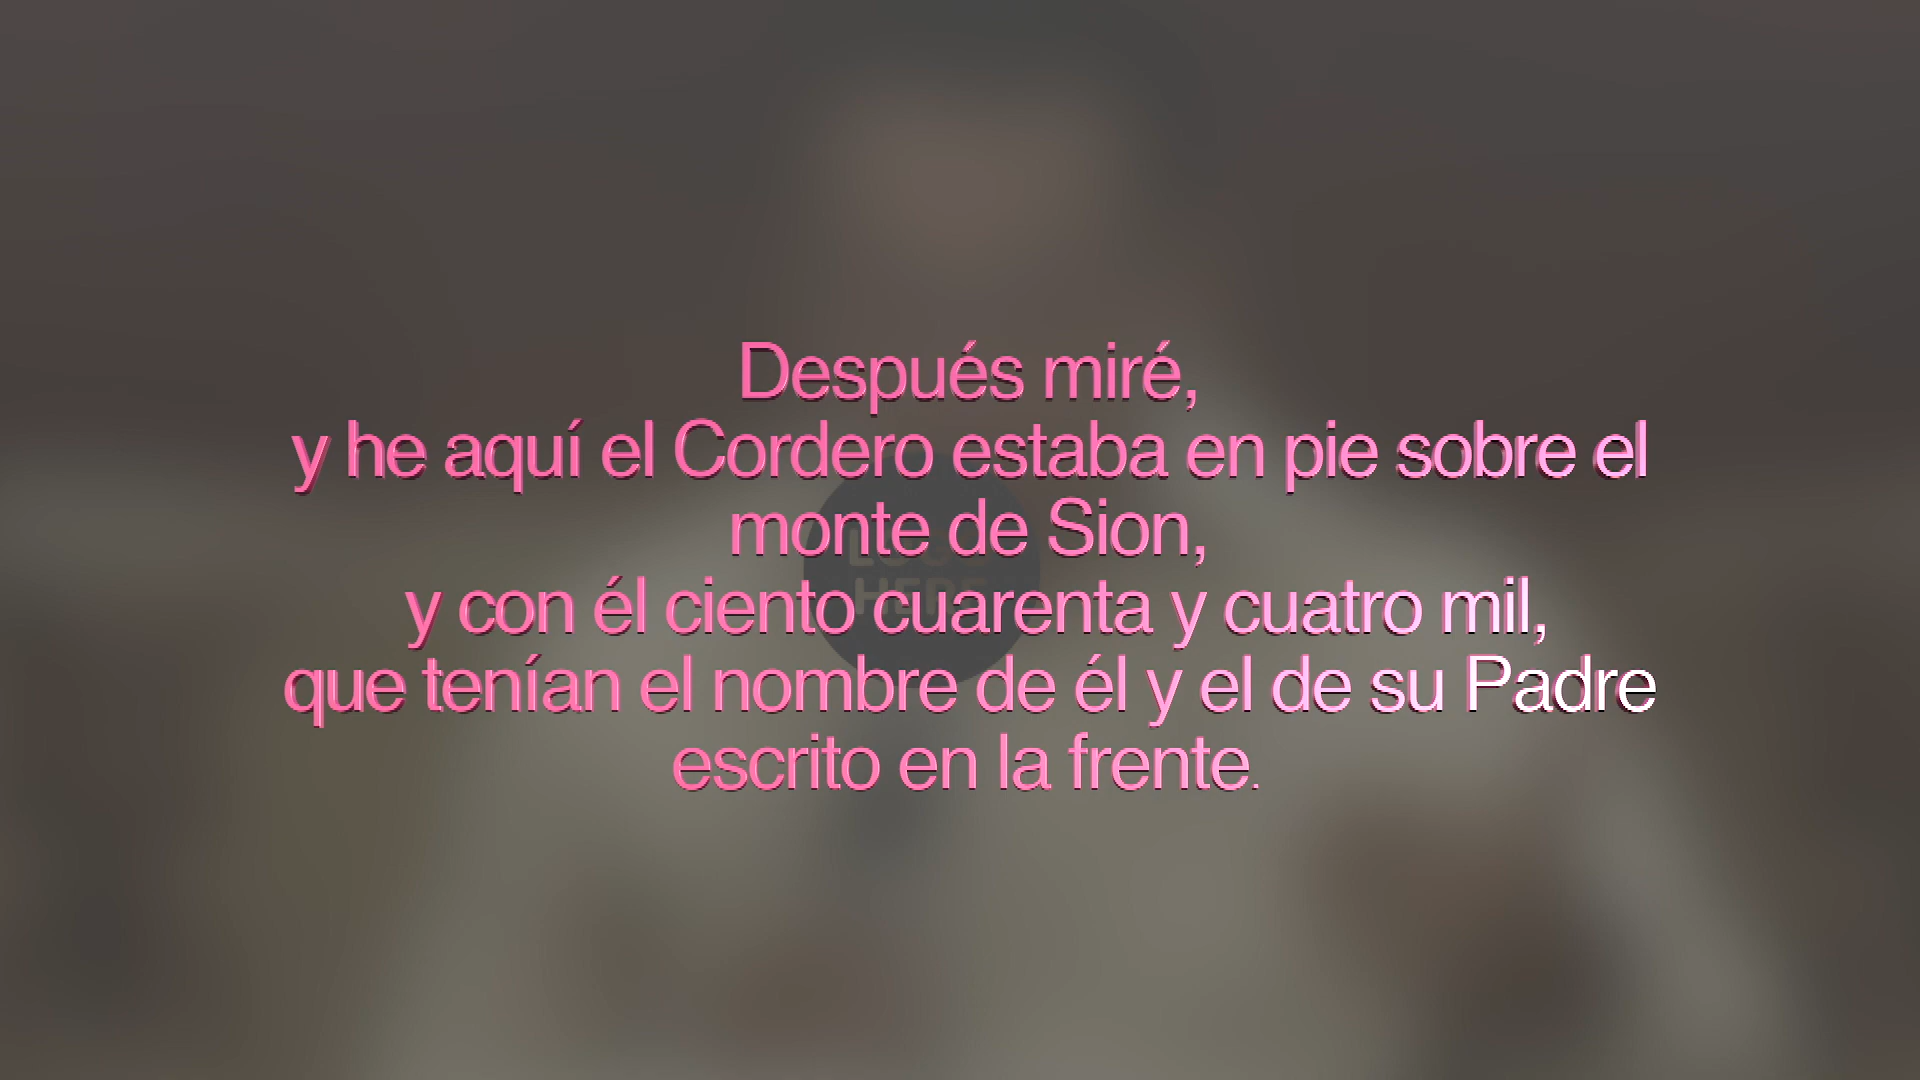 Después miré,
y he aquí el Cordero estaba en pie sobre el
monte de Sion,
y con él ciento cuarenta y cuatro mil,
que tenían el nombre de él y el de su Padre
escrito en la frente.